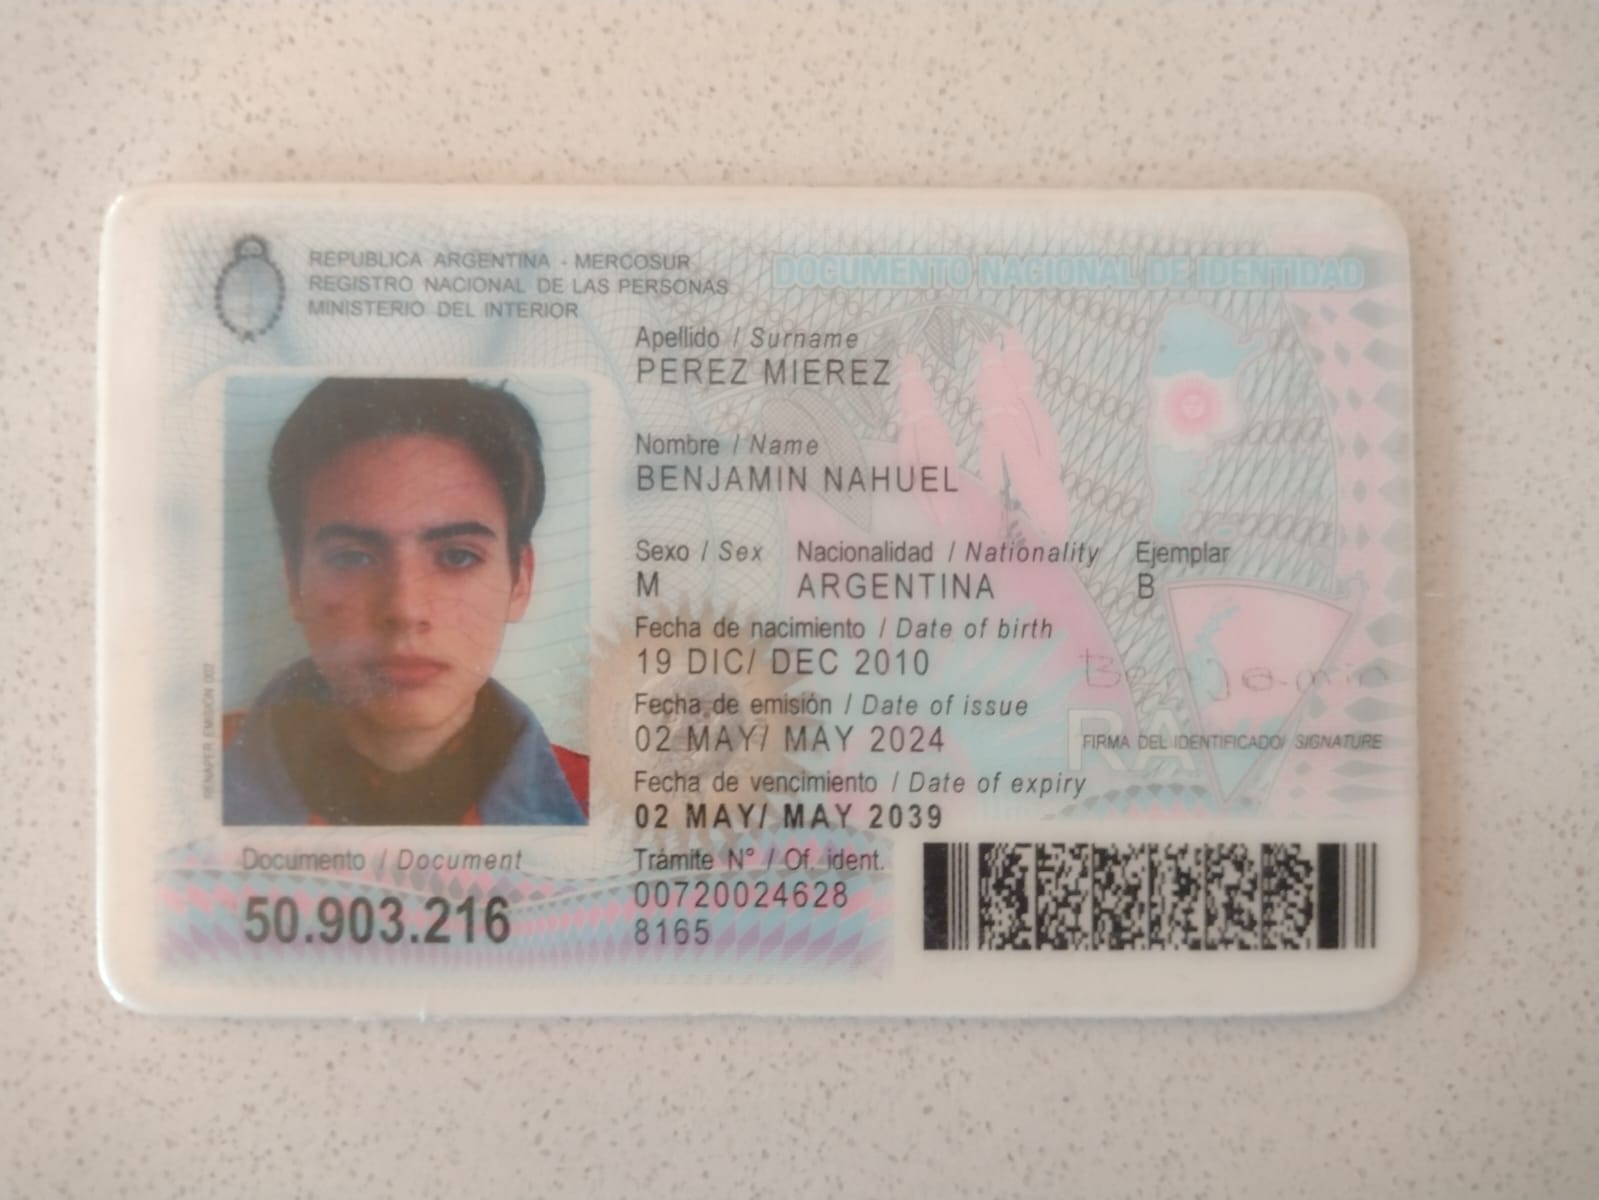 REPUBLICA ARGENTINA - MERCOSUR
REGISTRO NACIONAL DE LAS PERSONAS
MINISTERIO DEL INTERIOR
DOCUMENTO NACIONAL DE IDENTIDAD
Apellido / Surname
PEREZ MIEREZ
Nombre / Name
BENJAMIN NAHUEL
Sexo / Sex Nacionalidad / Nationality Ejemplar
M ARGENTINA B
Fecha de nacimiento / Date of birth
19 DIC/ DEC 2010
Fecha de emisión / Date of issue
02 MAY/ MAY 2024
Fecha de vencimiento / Date of expiry
02 MAY/ MAY 2039
Benjamin
RA
FIRMA DEL IDENTIFICADO/ SIGNATURE
RENAPER EMISIÓN 002
Documento / Document
50.903.216
Trámite N° / Of. ident.
00720024628
8165